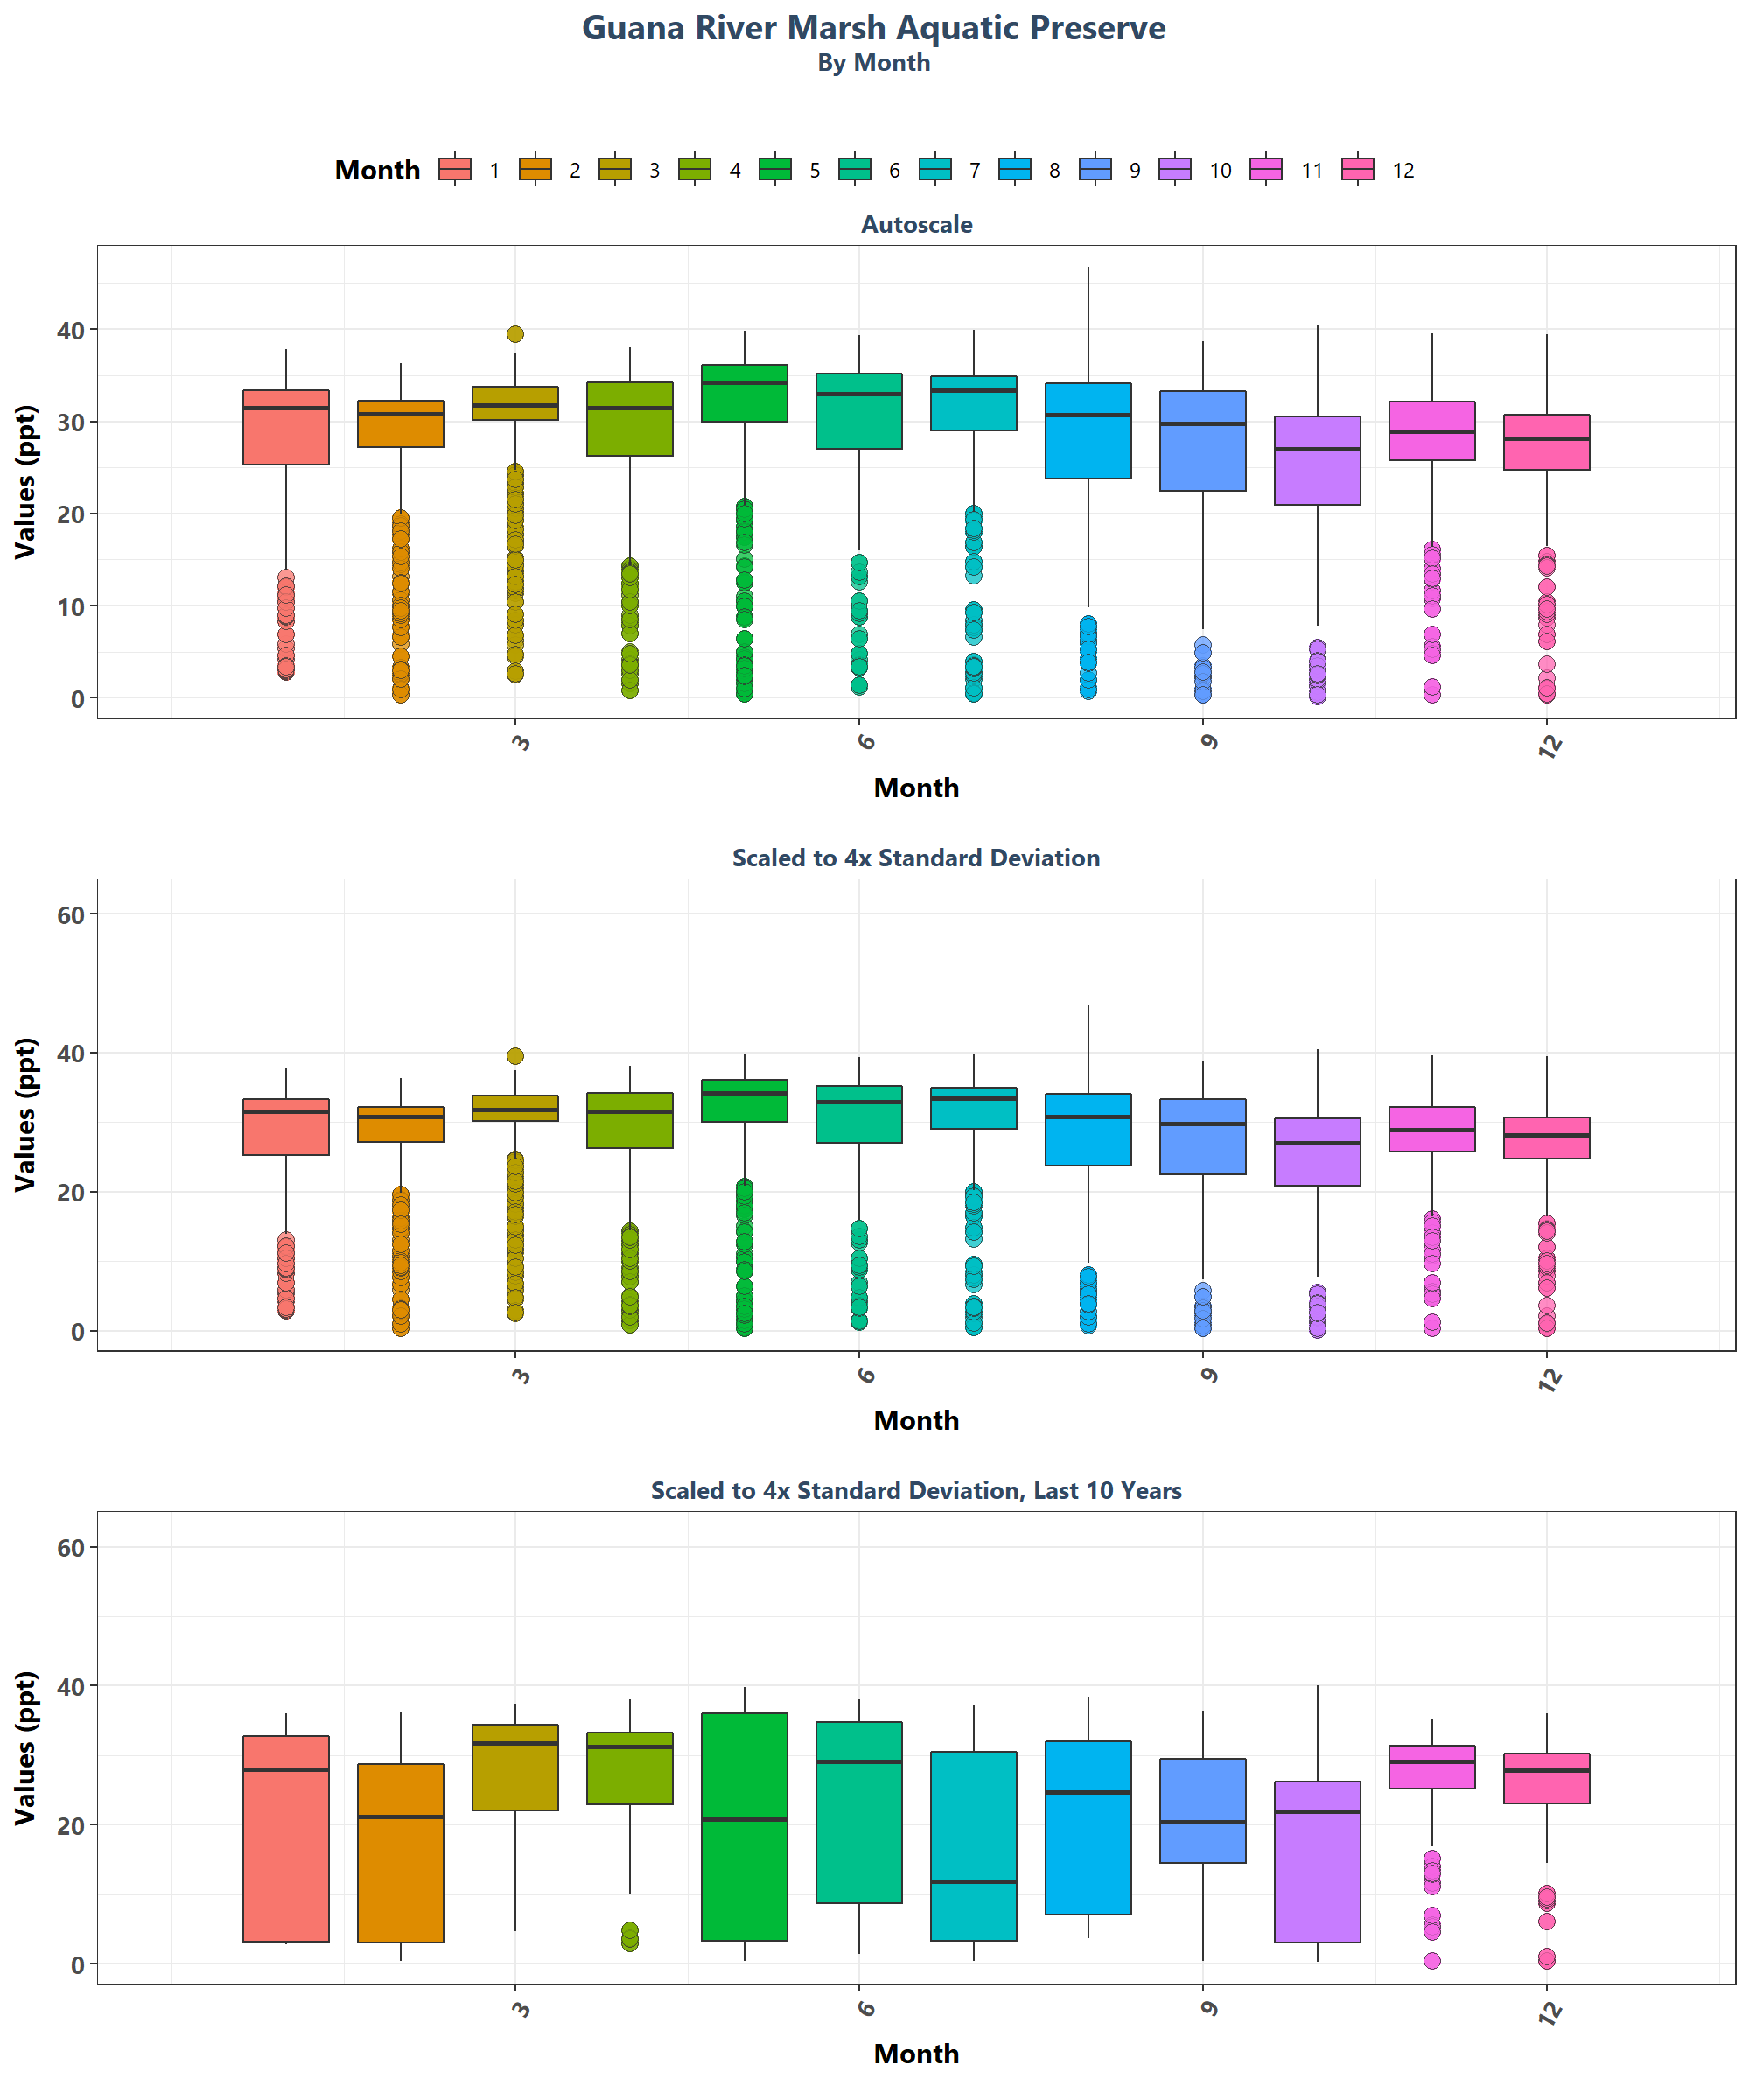 Guana River Marsh Aquatic Preserve
By Month
Month 1 2 3 4 5 6 7 8 9 10 11 12
Autoscale
Values (ppt)
40
30
20
10
0
3 6 9 12
Month
Scaled to 4x Standard Deviation
Values (ppt)
60
40
20
0
3 6 9 12
Month
Scaled to 4x Standard Deviation, Last 10 Years
Values (ppt)
60
40
20
0
3 6 9 12
Month